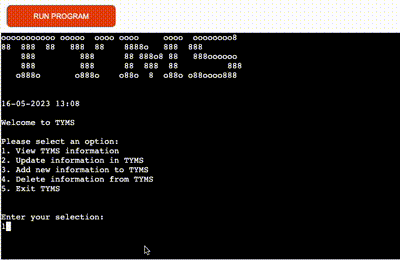 RUN PROGRAM
ooooooooooo ooooo  oooo oooo     oooo  oooooooo8
88  888  88   888  88    8888o   888  888
    888         888      88 888o8 88   888oooooo
    888         888      88  888  88          888
   o888o       o888o    o88o  8  o88o o88oooo888
16-05-2023 13:08
Welcome to TYMS
Please select an option:
1. View TYMS information
2. Update information in TYMS
3. Add new information to TYMS
4. Delete information from TYMS
5. Exit TYMS
Enter your selection:
1